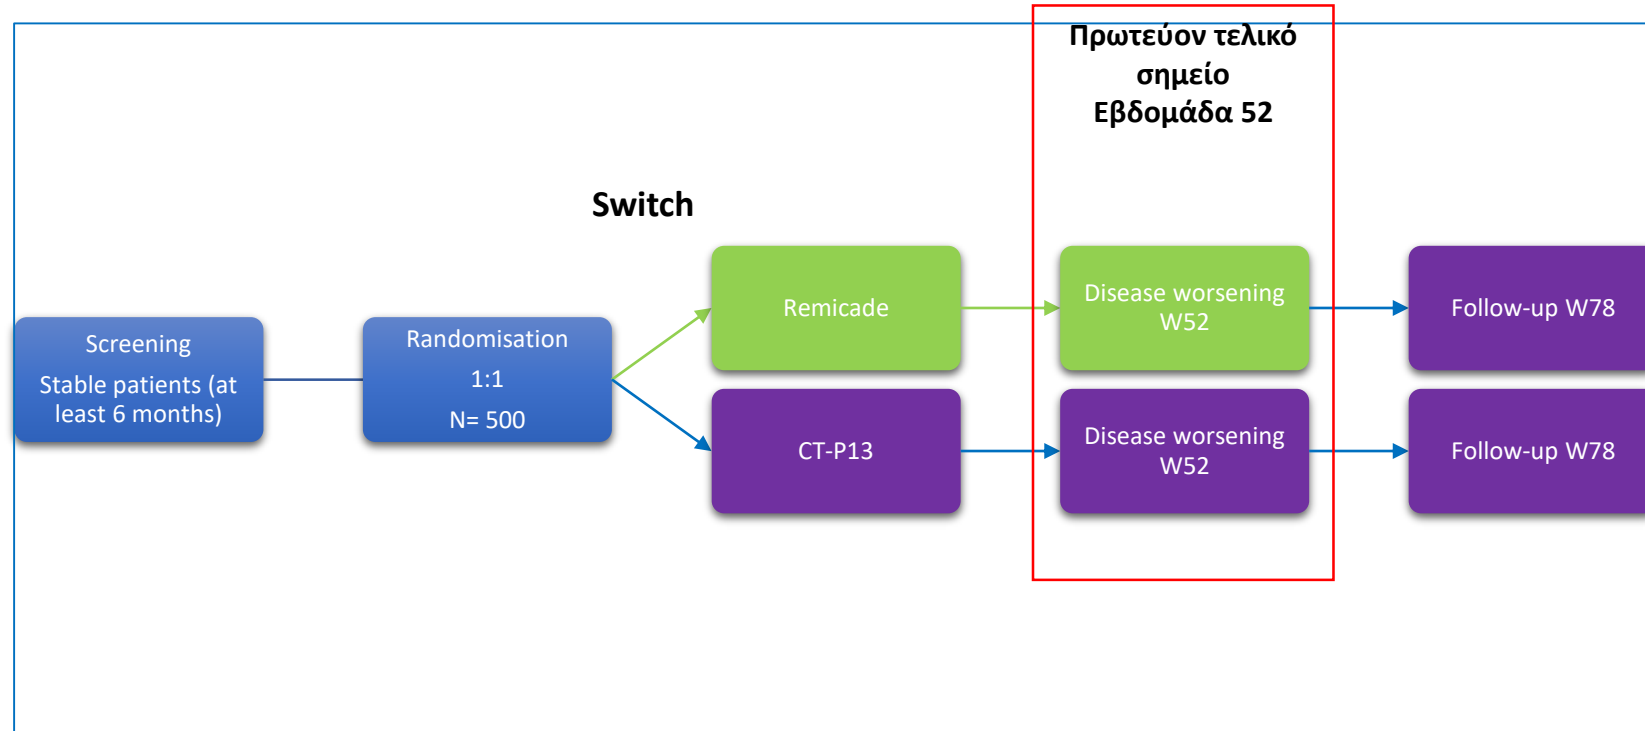 Πρωτεύον τελικό
σημείο
Εβδομάδα 52
Switch
Screening
Stable patients (at
least 6 months)
Randomisation
1:1
N= 500
Remicade
Disease worsening
W52
Follow-up W78
CT-P13
Disease worsening
W52
Follow-up W78